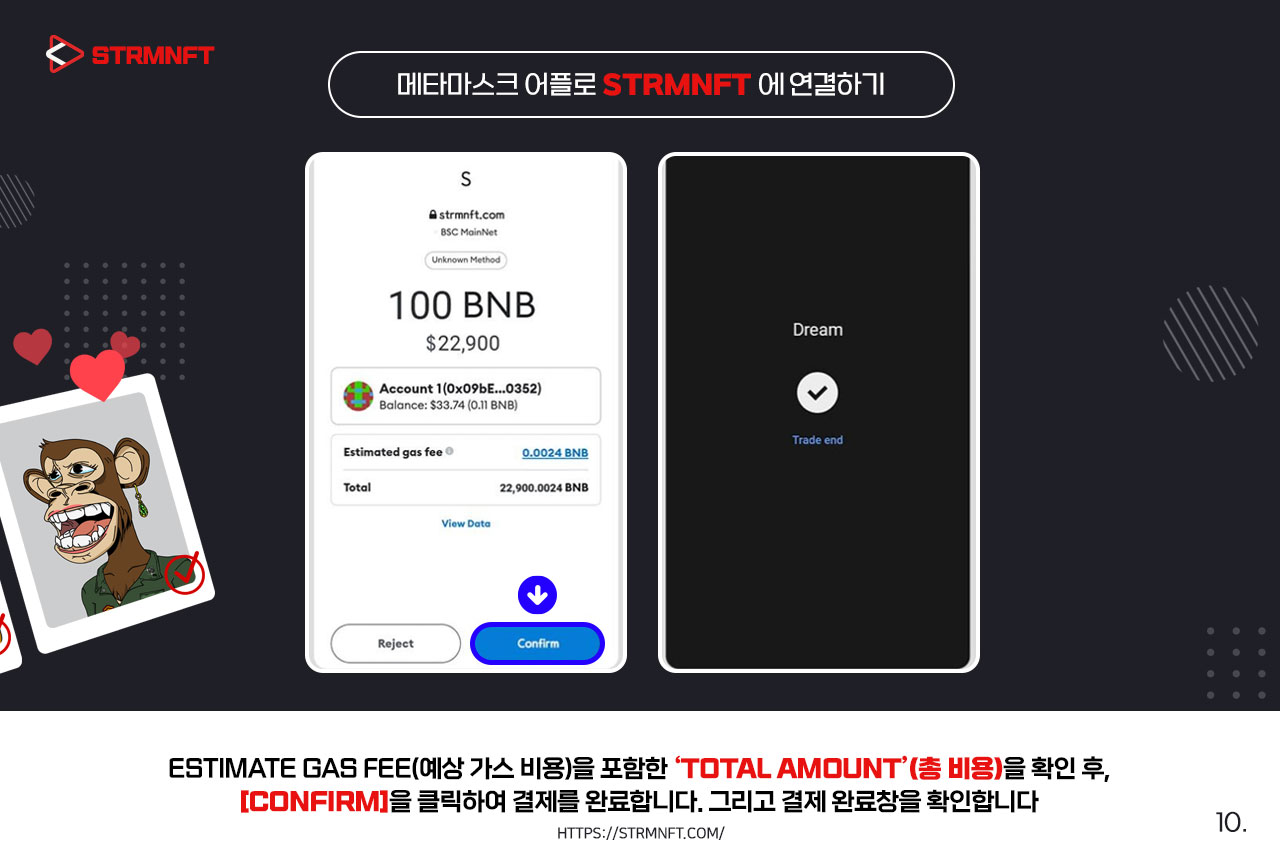 STRMNFT
메타마스크 어플로 STRMNFT 에 연결하기
S
strmnft.com
BSC MainNet
Unknown Method
100 BNB
$22,900
Account 1(0x09bE...0352)
Balance: $33.74 (0.11 BNB)
Estimated gas fee 0.0024 BNB
Total 22,900.0024 BNB
View Data
Reject Confirm
Dream
Trade end
ESTIMATE GAS FEE(예상 가스 비용)을 포함한 ‘TOTAL AMOUNT’(총 비용)을 확인 후,
[CONFIRM]을 클릭하여 결제를 완료합니다. 그리고 결제 완료창을 확인합니다
HTTPS://STRMNFT.COM/
10.